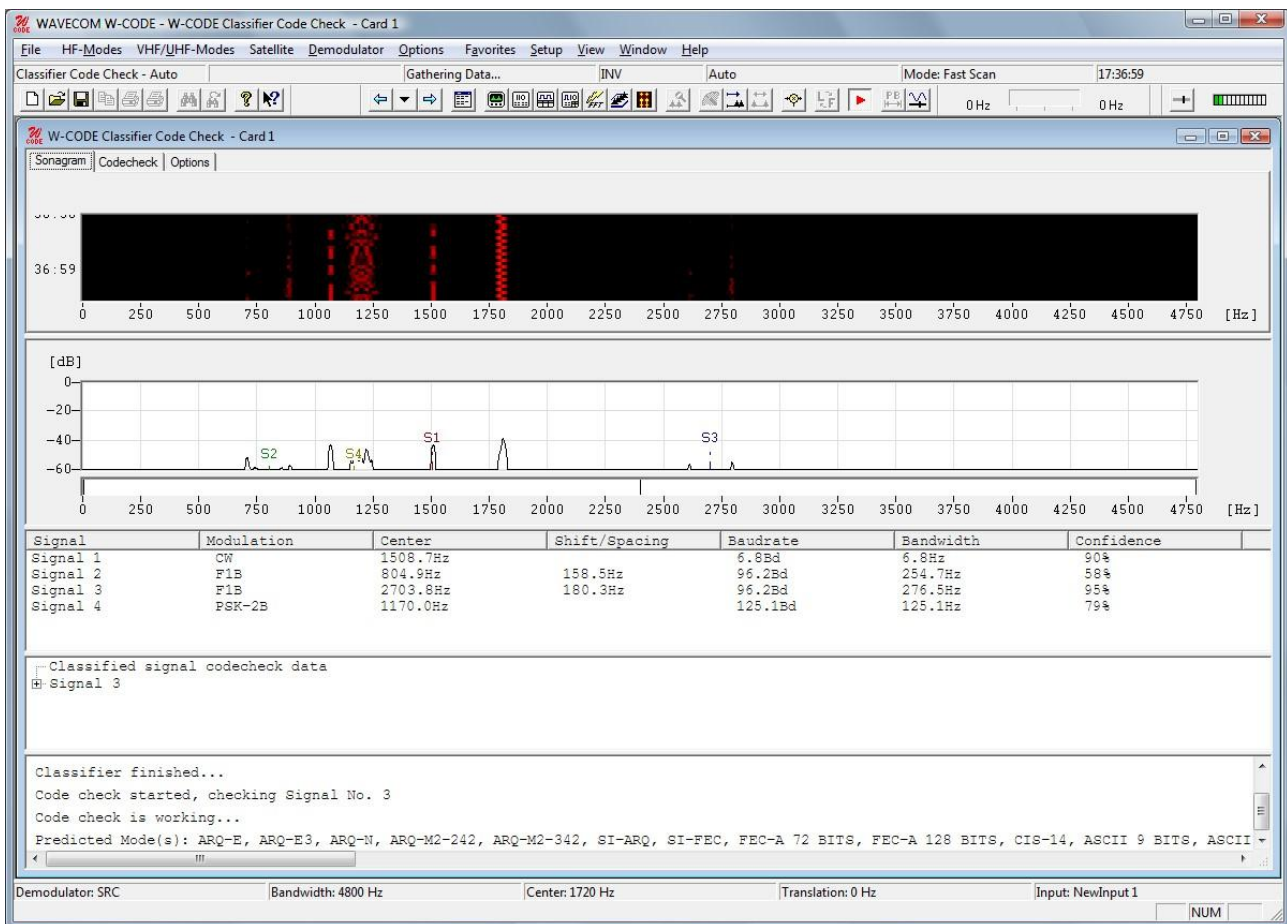 WAVECOM W-CODE - W-CODE Classifier Code Check - Card 1
File HF-Modes VHF/UHF-Modes Satellite Demodulator Options Favorites Setup View Window Help
Classifier Code Check - Auto Gathering Data... INV Auto Mode: Fast Scan 17:36:59
0 Hz 0 Hz
W-CODE Classifier Code Check - Card 1
Sonagram Codecheck Options
36:59
0 250 500 750 1000 1250 1500 1750 2000 2250 2500 2750 3000 3250 3500 3750 4000 4250 4500 4750 [Hz]
[dB]
0
-20
-40
-60
S2 S4 S1 S3
0 250 500 750 1000 1250 1500 1750 2000 2250 2500 2750 3000 3250 3500 3750 4000 4250 4500 4750 [Hz]
Signal Modulation Center Shift/Spacing Baudrate Bandwidth Confidence
Signal 1 CW 1508.7Hz 6.8Bd 6.8Hz 90%
Signal 2 F1B 804.9Hz 158.5Hz 96.2Bd 254.7Hz 58%
Signal 3 F1B 2703.8Hz 180.3Hz 96.2Bd 276.5Hz 95%
Signal 4 PSK-2B 1170.0Hz 125.1Bd 125.1Hz 79%
Classified signal codecheck data
Signal 3
Classifier finished...
Code check started, checking Signal No. 3
Code check is working...
Predicted Mode(s): ARQ-E, ARQ-E3, ARQ-N, ARQ-M2-242, ARQ-M2-342, SI-ARQ, SI-FEC, FEC-A 72 BITS, FEC-A 128 BITS, CIS-14, ASCII 9 BITS, ASCII
Demodulator: SRC Bandwidth: 4800 Hz Center: 1720 Hz Translation: 0 Hz Input: NewInput 1
NUM